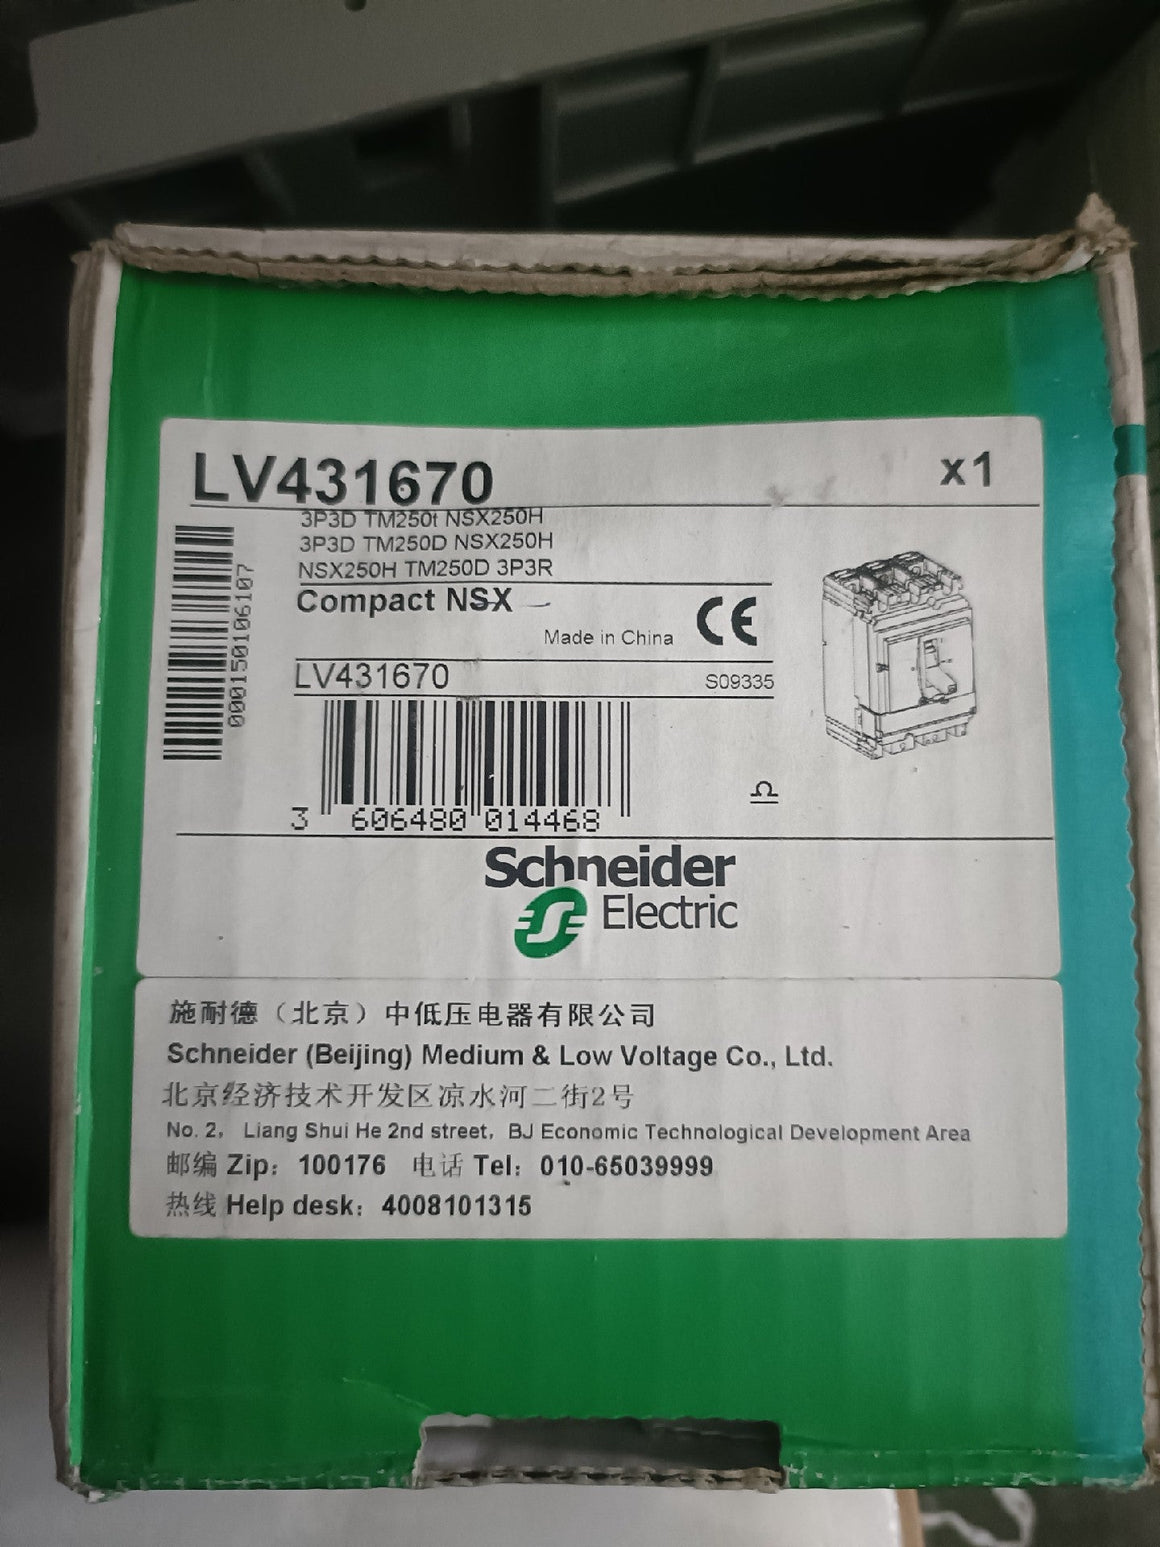 LV431670
x1
3P3D TM250t NSX250H
3P3D TM250D NSX250H
NSX250H TM250D 3P3R
Compact NSX
Made in China
CE
LV431670
S09335
000150106107
3 606480 014468
Schneider
Electric
施耐德（北京）中低压电器有限公司
Schneider (Beijing) Medium & Low Voltage Co., Ltd.
北京经济技术开发区凉水河二街2号
No. 2， Liang Shui He 2nd street， BJ Economic Technological Development Area
邮编 Zip：100176 电话 Tel：010-65039999
热线 Help desk：4008101315